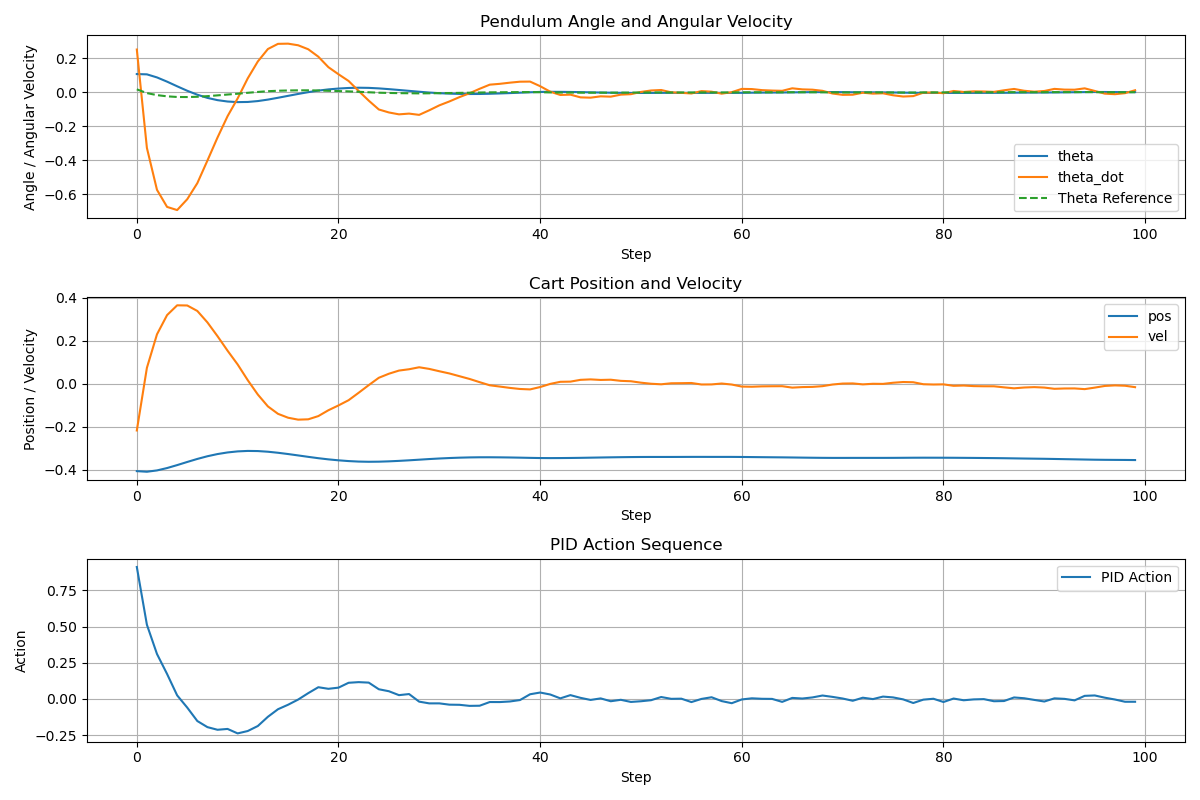 Pendulum Angle and Angular Velocity
Angle / Angular Velocity
0.2
0.0
−0.2
−0.4
−0.6
theta
theta_dot
Theta Reference
0 20 40 60 80 100
Step
Cart Position and Velocity
Position / Velocity
0.4
0.2
0.0
−0.2
−0.4
pos
vel
0 20 40 60 80 100
Step
PID Action Sequence
Action
0.75
0.50
0.25
0.00
−0.25
PID Action
0 20 40 60 80 100
Step